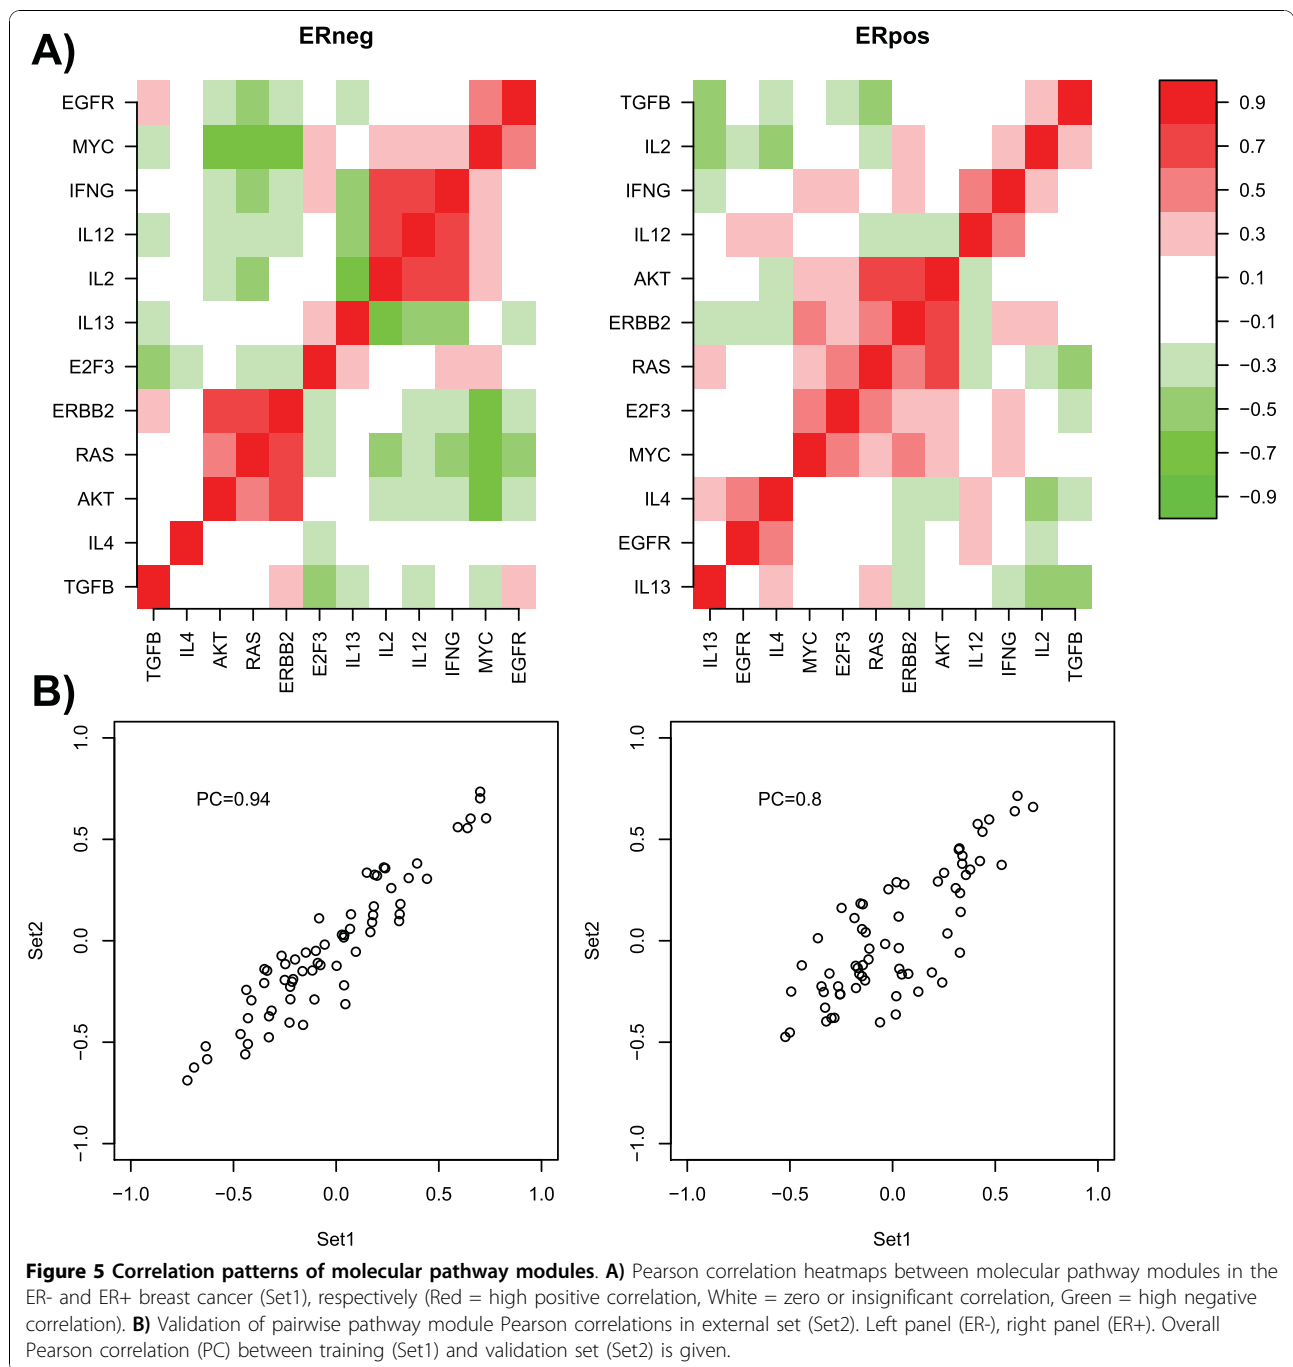 A)
ERneg
ERpos
EGFR
MYC
IFNG
IL12
IL2
IL13
E2F3
ERBB2
RAS
AKT
IL4
TGFB
TGFB IL4 AKT RAS ERBB2 E2F3 IL13 IL2 IL12 IFNG MYC EGFR
TGFB
IL2
IFNG
IL12
AKT
ERBB2
RAS
E2F3
MYC
IL4
EGFR
IL13
IL13 EGFR IL4 MYC E2F3 RAS ERBB2 AKT IL12 IFNG IL2 TGFB
0.9
0.7
0.5
0.3
0.1
−0.1
−0.3
−0.5
−0.7
−0.9
B)
PC=0.94
Set2
1.0
0.5
0.0
−0.5
−1.0
−1.0 −0.5 0.0 0.5 1.0
Set1
PC=0.8
Set2
1.0
0.5
0.0
−0.5
−1.0
−1.0 −0.5 0.0 0.5 1.0
Set1
Figure 5 Correlation patterns of molecular pathway modules. A) Pearson correlation heatmaps between molecular pathway modules in the
ER- and ER+ breast cancer (Set1), respectively (Red = high positive correlation, White = zero or insignificant correlation, Green = high negative
correlation). B) Validation of pairwise pathway module Pearson correlations in external set (Set2). Left panel (ER-), right panel (ER+). Overall
Pearson correlation (PC) between training (Set1) and validation set (Set2) is given.